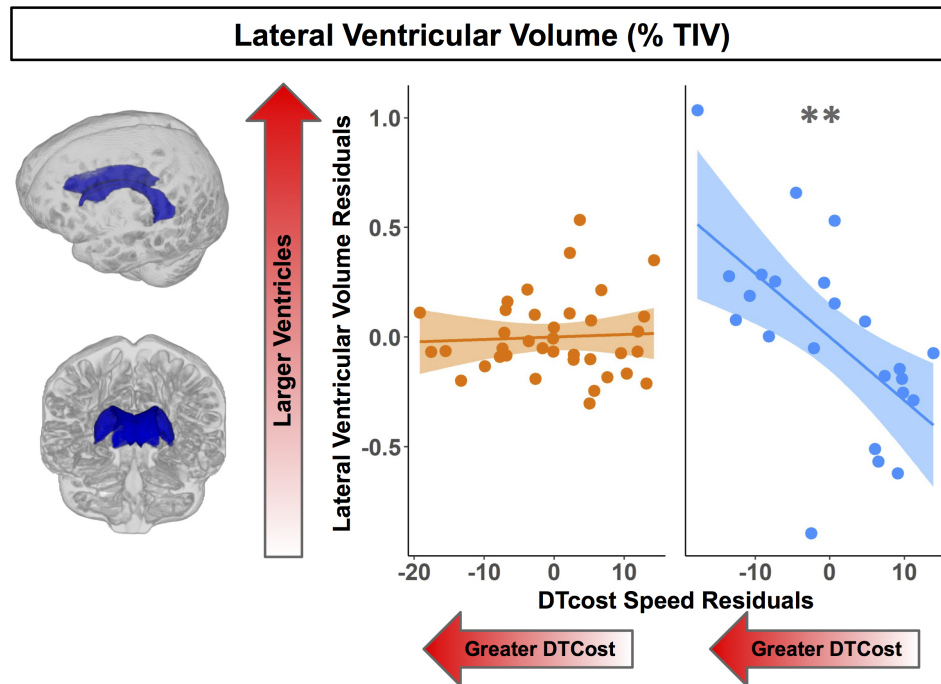 Lateral Ventricular Volume (% TIV)
Larger Ventricles
Lateral Ventricular Volume Residuals
1.0
0.5
0.0
-0.5
**
-20
-10
0
10
-10
0
10
DTcost Speed Residuals
Greater DTCost
Greater DTCost